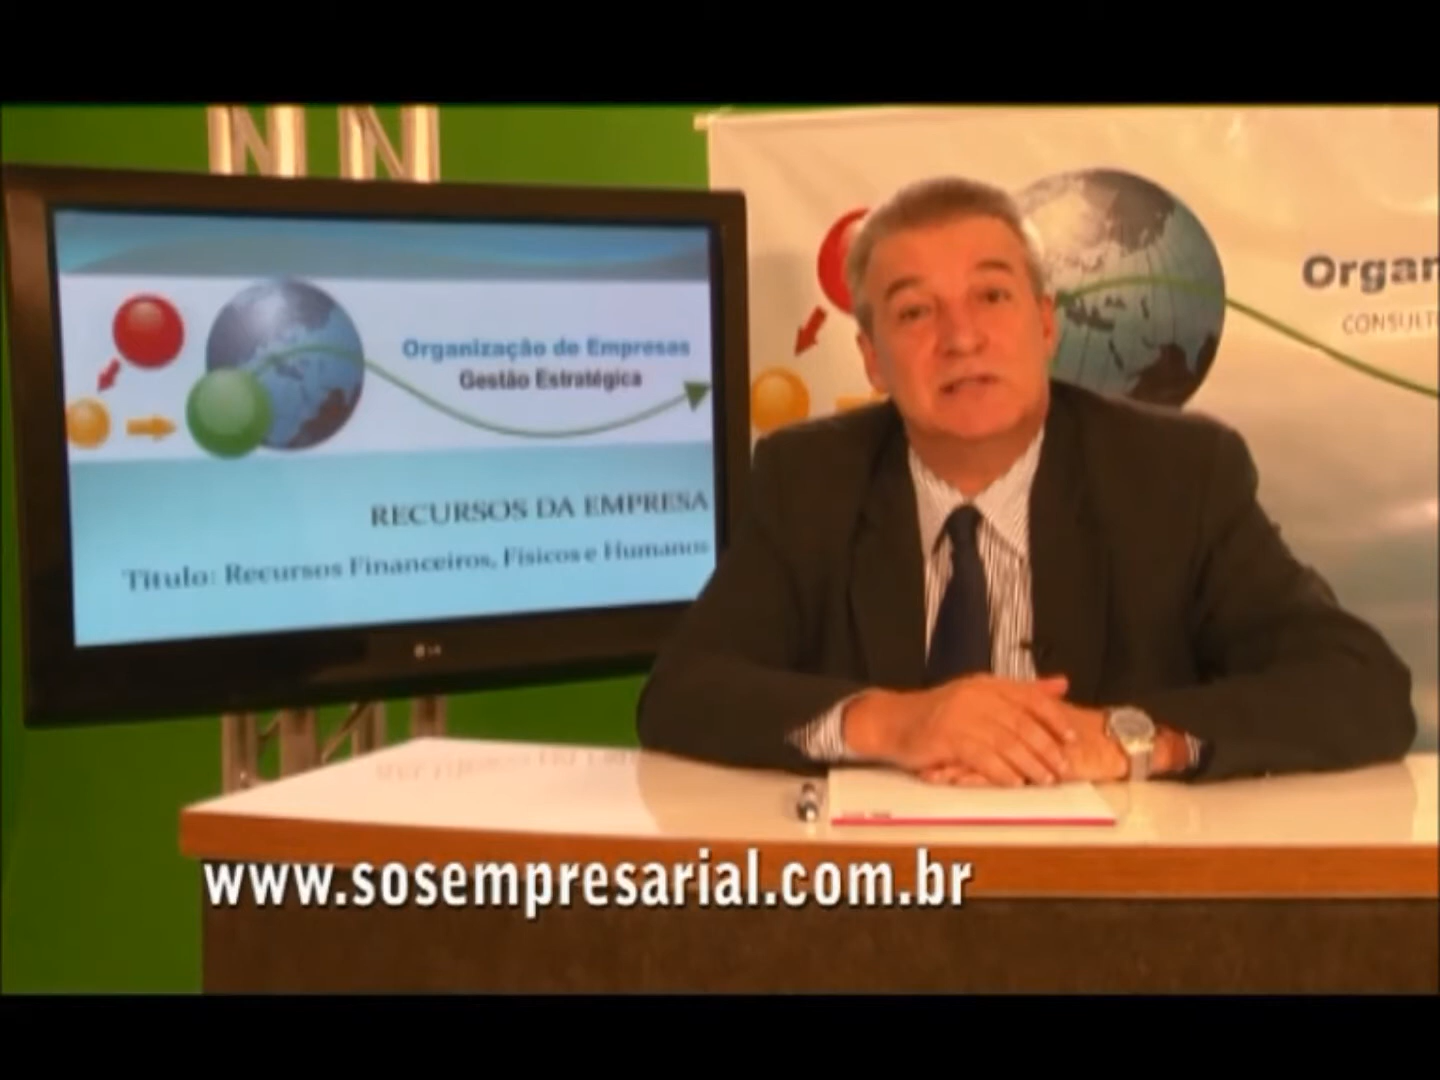 Organização de Empresas
Gestão Estratégica
RECURSOS DA EMPRESA
Título: Recursos Financeiros, Físicos e Humanos
LG
Organ
CONSULT
www.sosempresarial.com.br